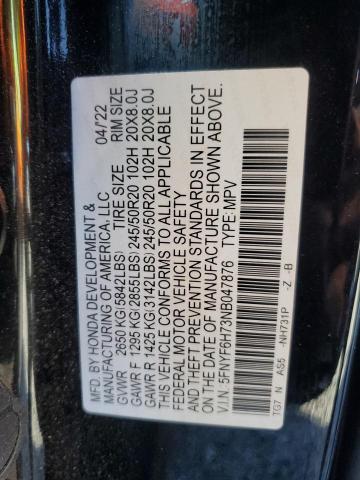 MFD. BY HONDA DEVELOPMENT & 04/22
MANUFACTURING OF AMERICA, LLC
GVWR 2650 KG(5842LBS) TIRE SIZE RIM SIZE
GAWR F 1295 KG(2855LBS) 245/50R20 102H 20X8.0J
GAWR R 1425 KG(3142LBS) 245/50R20 102H 20X8.0J
THIS VEHICLE CONFORMS TO ALL APPLICABLE
FEDERAL MOTOR VEHICLE SAFETY
AND THEFT PREVENTION STANDARDS IN EFFECT
ON THE DATE OF MANUFACTURE SHOWN ABOVE.
V.I.N: 5FNYF6H73NB047876 TYPE: MPV
TG7 N AS5 -NH731P -Z -B